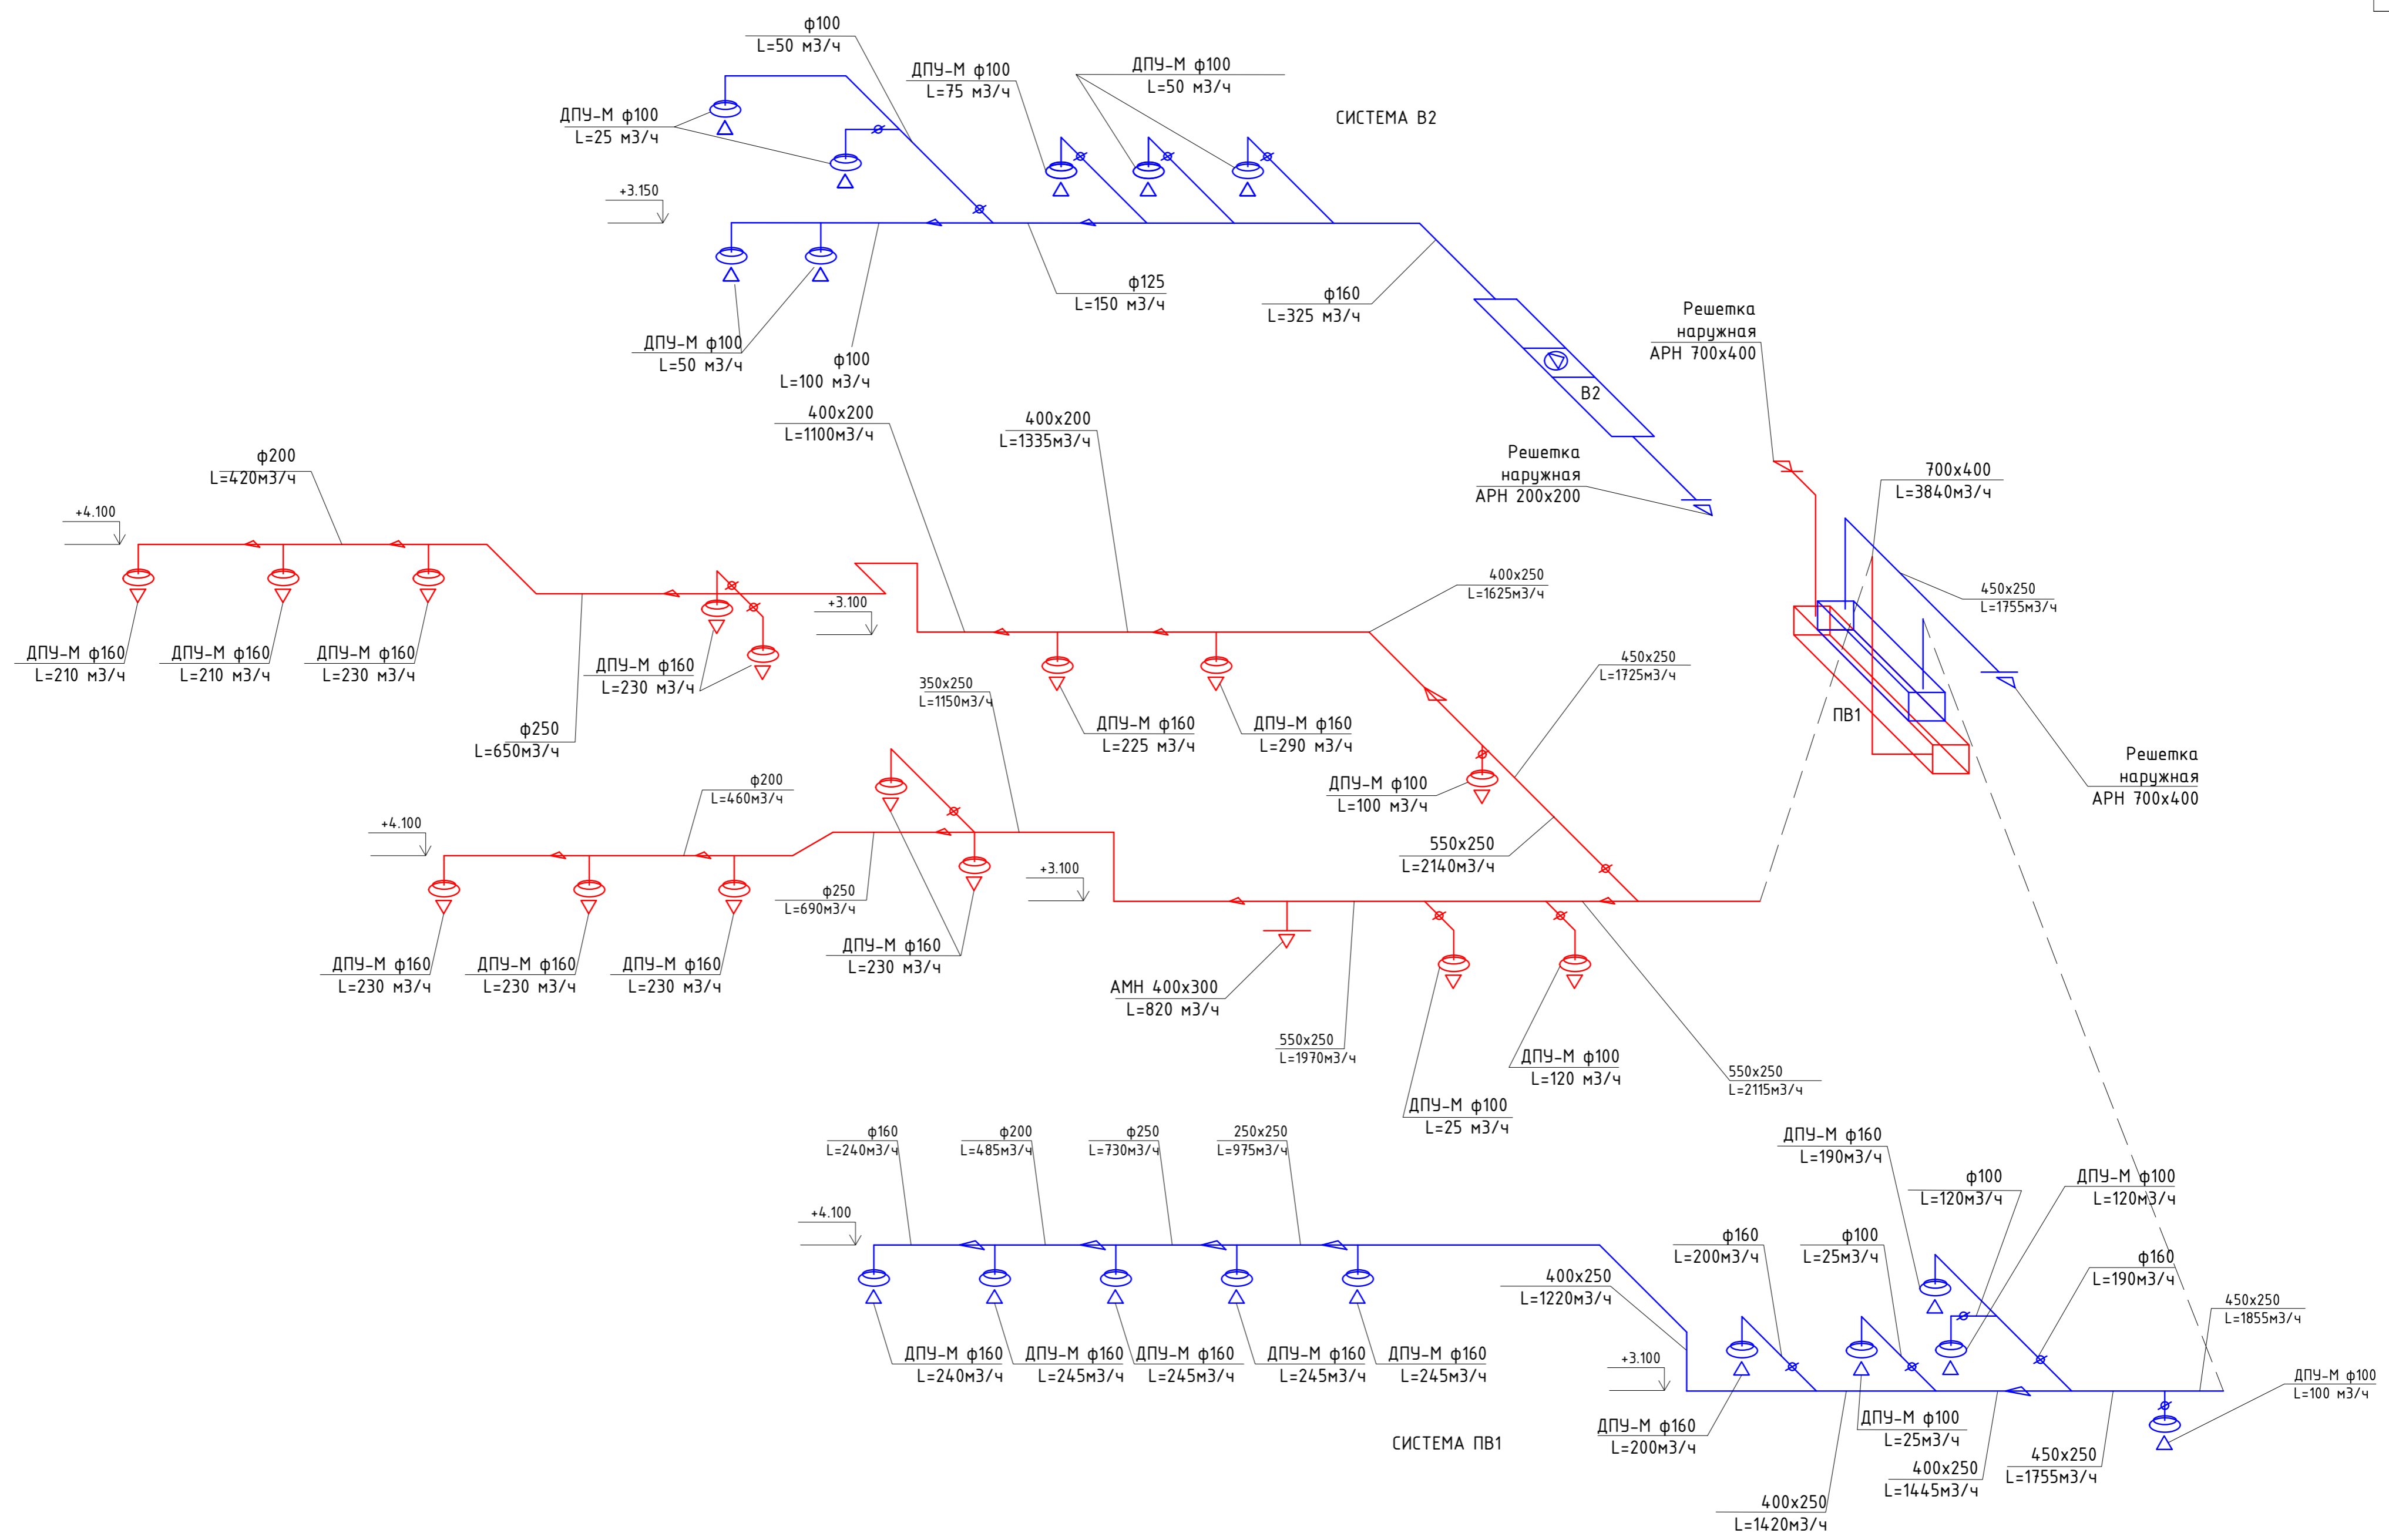 ф100
L=50 м3/ч
ДПУ-М ф100
L=75 м3/ч
ДПУ-М ф100
L=50 м3/ч
СИСТЕМА В2
ДПУ-М ф100
L=25 м3/ч
+3.150
ф125
L=150 м3/ч
ф160
L=325 м3/ч
ДПУ-М ф100
L=50 м3/ч
ф100
L=100 м3/ч
В2
Решетка
наружная
АРН 700х400
Решетка
наружная
АРН 200х200
700х400
L=3840м3/ч
400х200
L=1100м3/ч
400х200
L=1335м3/ч
ф200
L=420м3/ч
+4.100
+3.100
400х250
L=1625м3/ч
450х250
L=1755м3/ч
ДПУ-М ф160
L=210 м3/ч
ДПУ-М ф160
L=210 м3/ч
ДПУ-М ф160
L=230 м3/ч
ДПУ-М ф160
L=230 м3/ч
450х250
L=1725м3/ч
350х250
L=1150м3/ч
ф250
L=650м3/ч
ДПУ-М ф160
L=225 м3/ч
ДПУ-М ф160
L=290 м3/ч
ПВ1
Решетка
наружная
АРН 700х400
ф200
L=460м3/ч
ДПУ-М ф100
L=100 м3/ч
+4.100
550х250
L=2140м3/ч
+3.100
ф250
L=690м3/ч
ДПУ-М ф160
L=230 м3/ч
ДПУ-М ф160
L=230 м3/ч
ДПУ-М ф160
L=230 м3/ч
ДПУ-М ф160
L=230 м3/ч
АМН 400х300
L=820 м3/ч
550х250
L=1970м3/ч
ДПУ-М ф100
L=120 м3/ч
550х250
L=2115м3/ч
ДПУ-М ф100
L=25 м3/ч
ф160
L=240м3/ч
ф200
L=485м3/ч
ф250
L=730м3/ч
250х250
L=975м3/ч
ДПУ-М ф160
L=190м3/ч
ф100
L=120м3/ч
ДПУ-М ф100
L=120м3/ч
+4.100
ф160
L=200м3/ч
ф100
L=25м3/ч
ф160
L=190м3/ч
400х250
L=1220м3/ч
450х250
L=1855м3/ч
ДПУ-М ф160
L=240м3/ч
ДПУ-М ф160
L=245м3/ч
ДПУ-М ф160
L=245м3/ч
ДПУ-М ф160
L=245м3/ч
ДПУ-М ф160
L=245м3/ч
+3.100
ДПУ-М ф100
L=100 м3/ч
СИСТЕМА ПВ1
ДПУ-М ф160
L=200м3/ч
ДПУ-М ф100
L=25м3/ч
450х250
L=1755м3/ч
400х250
L=1445м3/ч
400х250
L=1420м3/ч